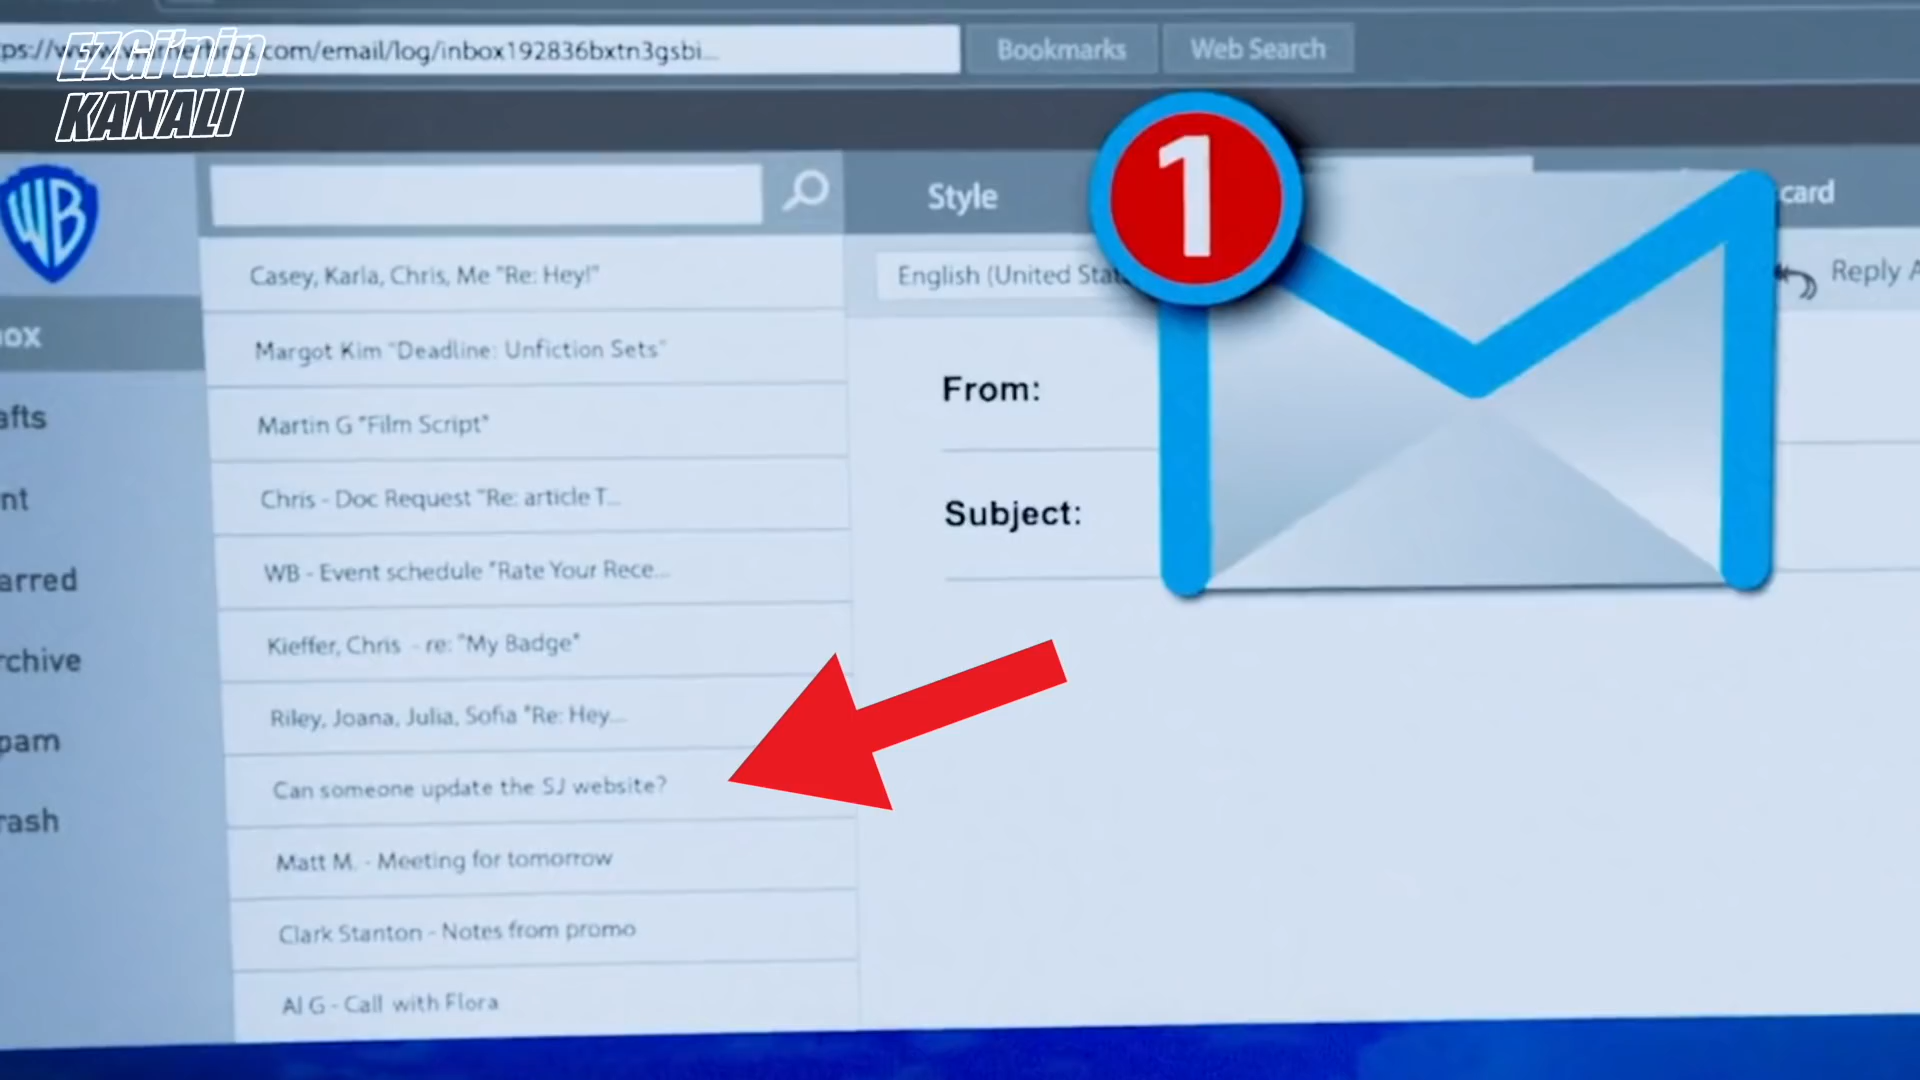 EZGi'nin
KANALI
.com/email/log/inbox192836bxtn3gsbi...
Bookmarks
Web Search
WB
Style
card
English (United Stat
Reply A
Casey, Karla, Chris, Me "Re: Hey!"
Margot Kim "Deadline: Unfiction Sets"
Martin G "Film Script"
Chris - Doc Request "Re: article T...
WB - Event schedule "Rate Your Rece...
Kieffer, Chris - re: "My Badge"
Riley, Joana, Julia, Sofia "Re: Hey...
Can someone update the SJ website?
Matt M. - Meeting for tomorrow
Clark Stanton - Notes from promo
Al G - Call with Flora
ox
afts
nt
arred
rchive
pam
rash
From:
Subject:
1